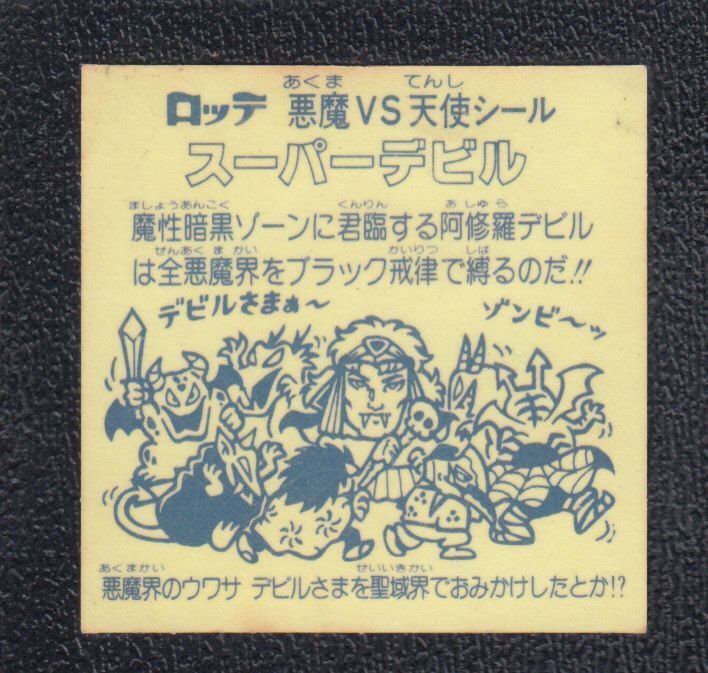 あくま てんし
ロッテ 悪魔VS天使シール
スーパーデビル
ましょうあんこく くんりん あしゅら
魔性暗黒ゾーンに君臨する阿修羅デビル
ぜんあくまかい かいりつ しば
は全悪魔界をブラック戒律で縛るのだ!!
デビルさまぁ〜 ゾンビ〜ッ
あくまかい せいいきかい
悪魔界のウワサ デビルさまを聖域界でおみかけしたとか!?